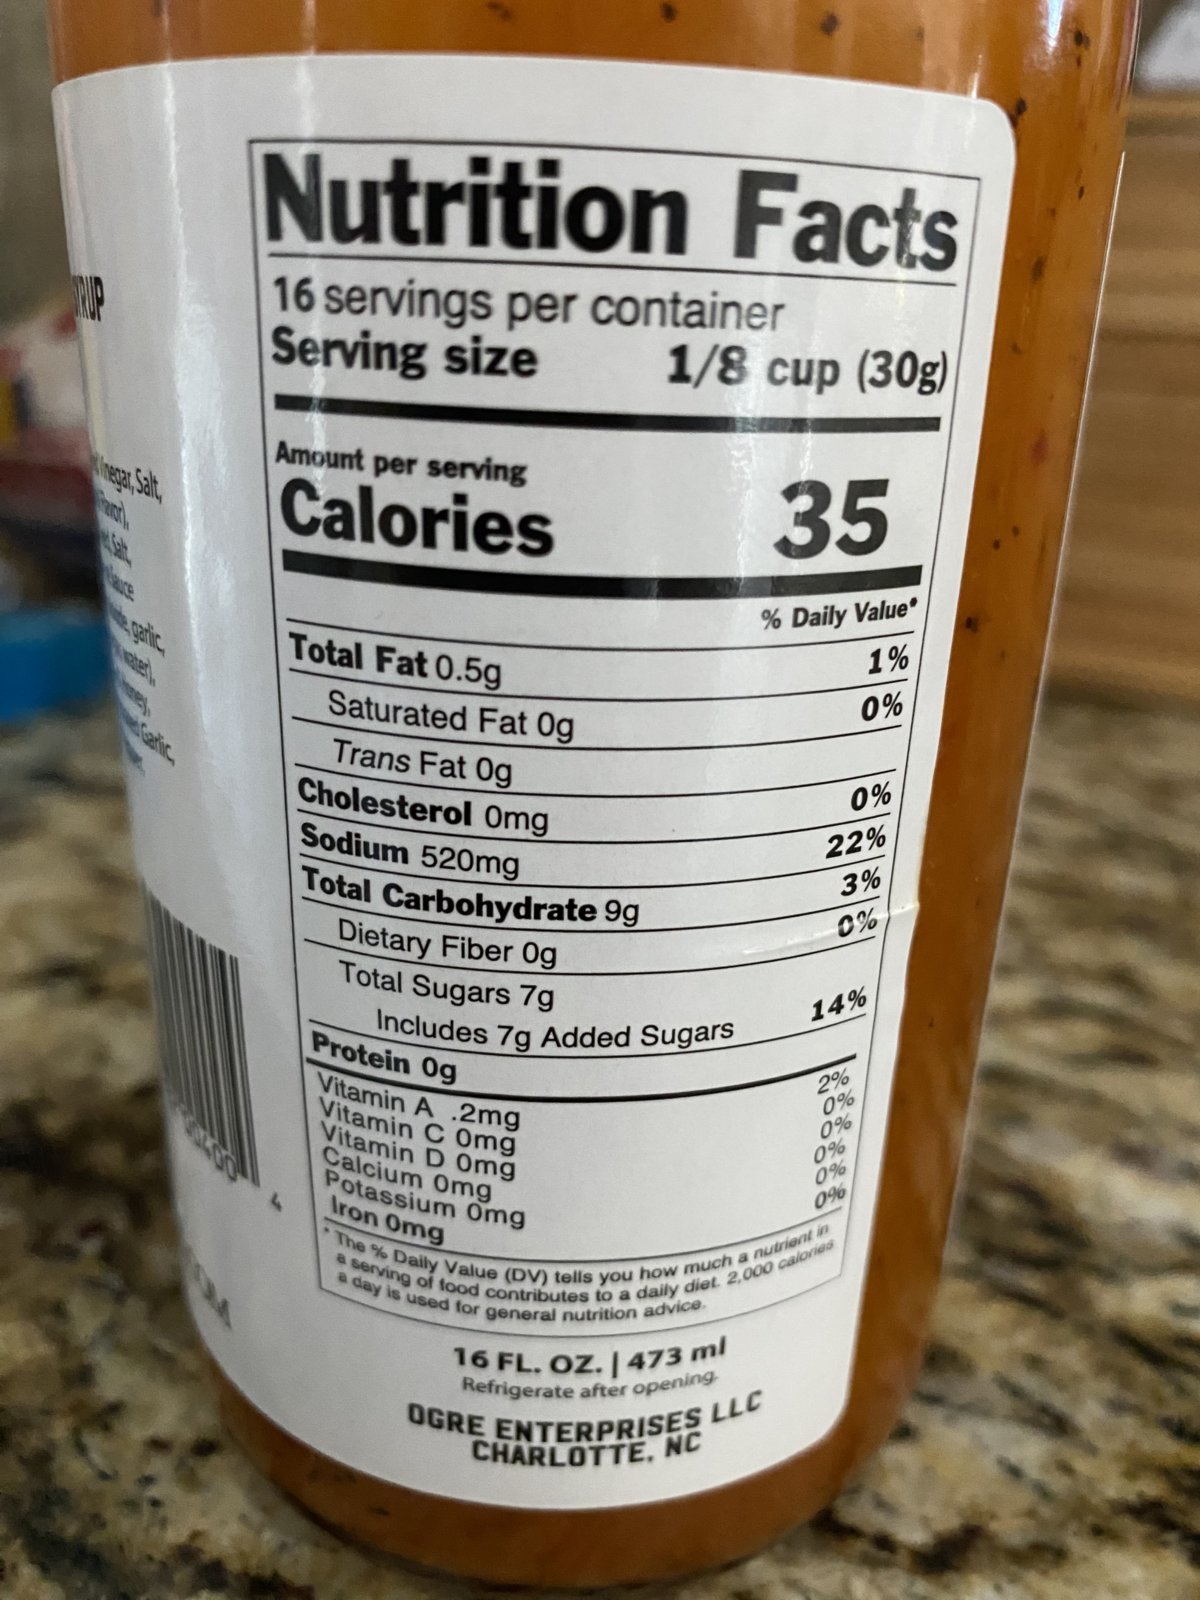 Nutrition Facts
16 servings per container
Serving size 1/8 cup (30g)
Amount per serving
Calories 35
% Daily Value*
Total Fat 0.5g 1%
Saturated Fat 0g 0%
Trans Fat 0g
Cholesterol 0mg 0%
Sodium 520mg 22%
Total Carbohydrate 9g 3%
Dietary Fiber 0g 0%
Total Sugars 7g
Includes 7g Added Sugars 14%
Protein 0g
Vitamin A .2mg 2%
Vitamin C 0mg 0%
Vitamin D 0mg 0%
Calcium 0mg 0%
Potassium 0mg 0%
Iron 0mg 0%
* The % Daily Value (DV) tells you how much a nutrient in
a serving of food contributes to a daily diet. 2,000 calories
a day is used for general nutrition advice.
16 FL. OZ. | 473 ml
Refrigerate after opening.
OGRE ENTERPRISES LLC
CHARLOTTE, NC
Salt,
Salt,
garlic,
Garlic,
4